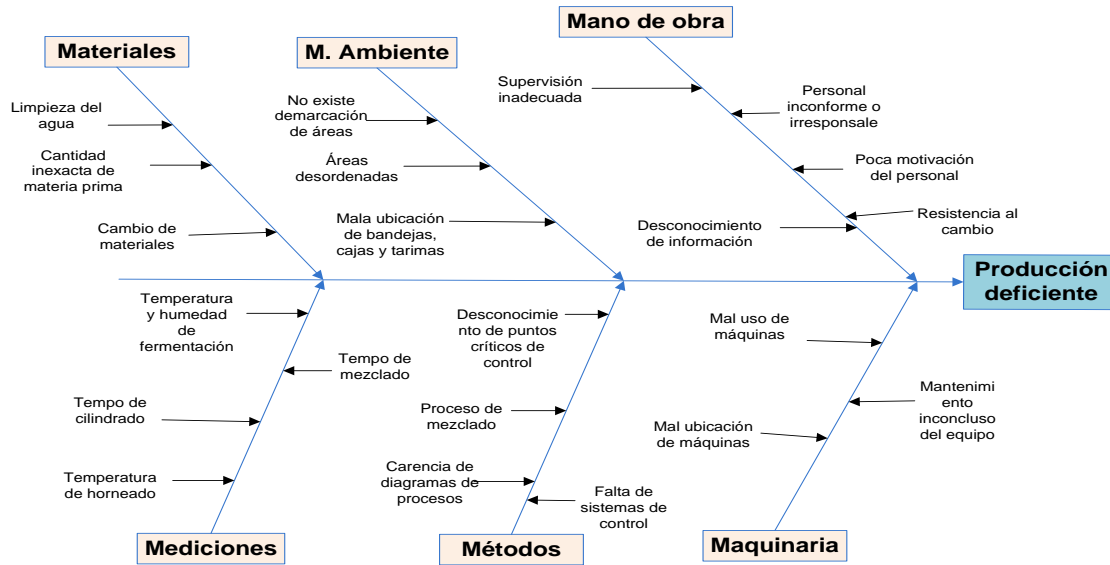 Mano de obra
Materiales
M. Ambiente
Limpieza del
agua
Cantidad
inexacta de
materia prima
Cambio de
materiales
No existe
demarcación
de áreas
Áreas
desordenadas
Mala ubicación
de bandejas,
cajas y tarimas
Supervisión
inadecuada
Personal
inconforme o
irresponsale
Poca motivación
del personal
Resistencia al
cambio
Desconocimiento
de información
Producción
deficiente
Temperatura
y humedad
de
fermentación
Tempo de
mezclado
Tempo de
cilindrado
Temperatura
de horneado
Desconocimie
nto de puntos
críticos de
control
Proceso de
mezclado
Carencia de
diagramas de
procesos
Falta de
sistemas de
control
Mal uso de
máquinas
Mantenimi
ento
inconcluso
del equipo
Mal ubicación
de máquinas
Mediciones
Métodos
Maquinaria